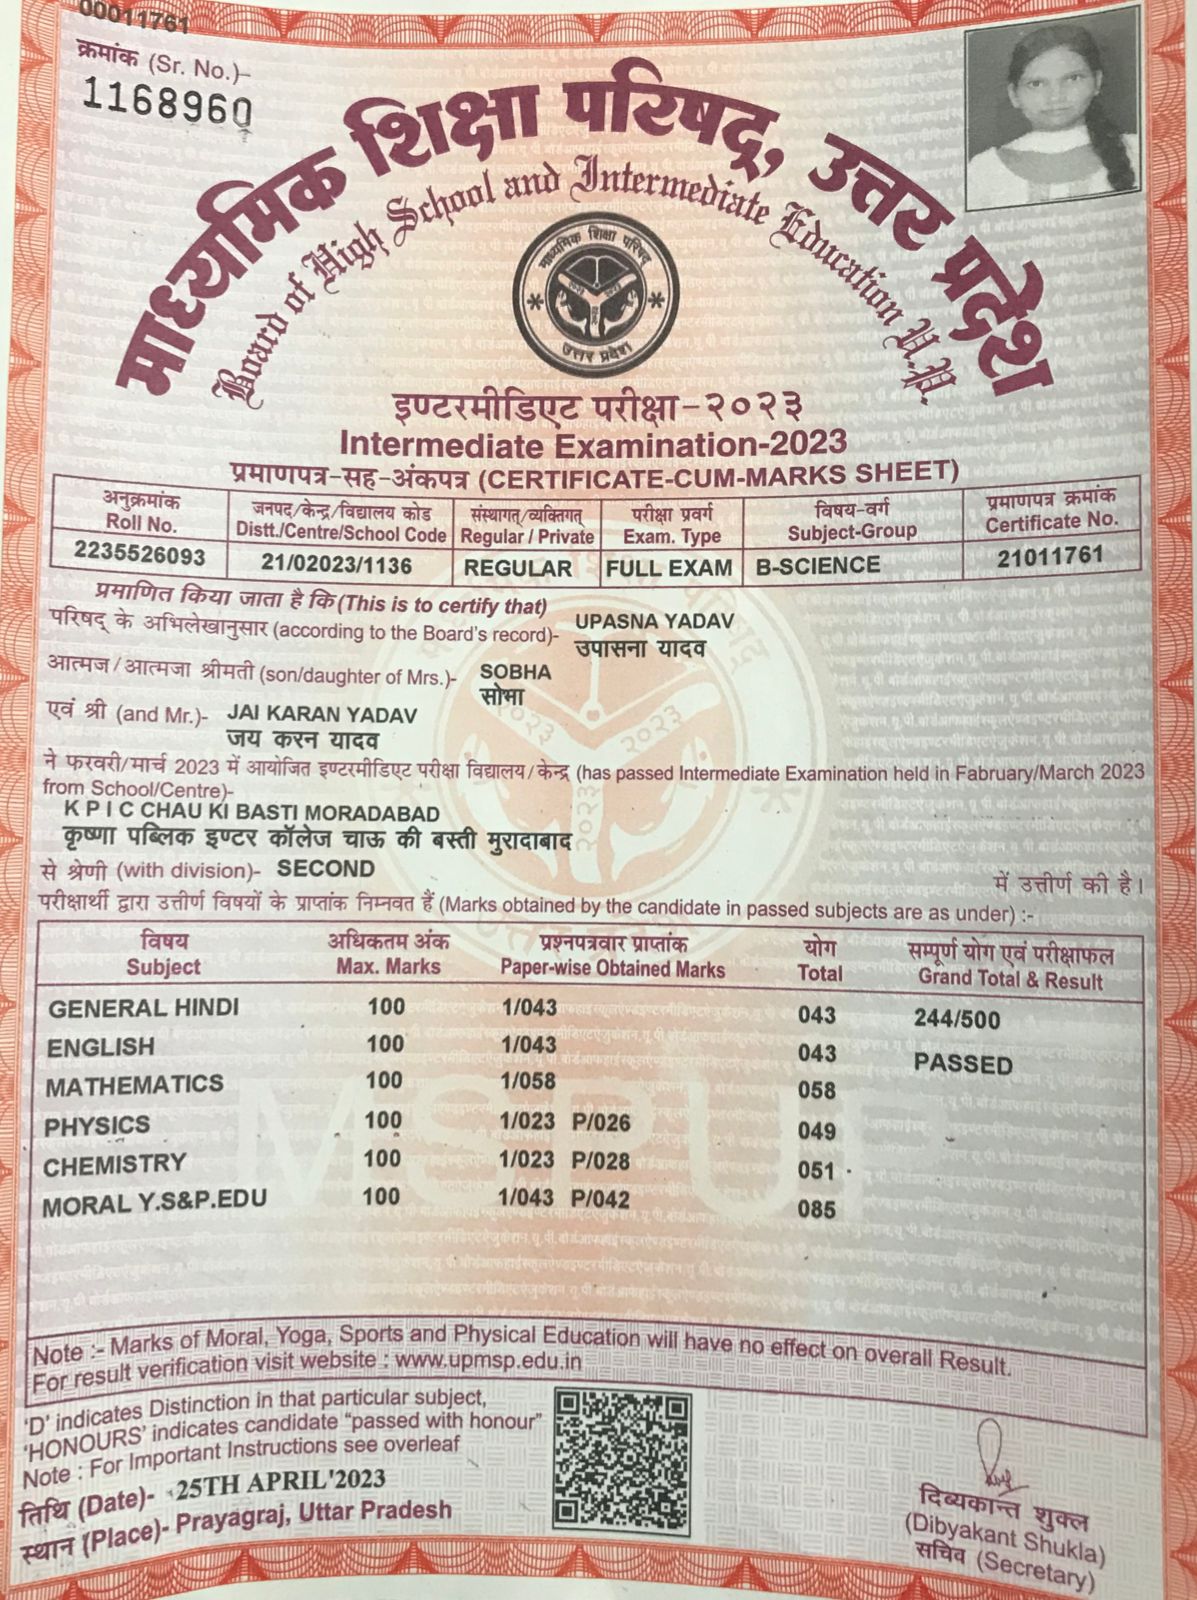 00011761
क्रमांक (Sr. No.)-
1168960
माध्यमिक शिक्षा परिषद्, उत्तर प्रदेश
Board of High School and Intermediate Education U.P.
माध्यमिक शिक्षा परिषद
उत्तर प्रदेश
इण्टरमीडिएट परीक्षा-२०२३
Intermediate Examination-2023
प्रमाणपत्र-सह-अंकपत्र (CERTIFICATE-CUM-MARKS SHEET)
अनुक्रमांक जनपद/केन्द्र/विद्यालय कोड संस्थागत्/व्यक्तिगत् परीक्षा प्रवर्ग विषय-वर्ग प्रमाणपत्र क्रमांक
Roll No. Distt./Centre/School Code Regular / Private Exam. Type Subject-Group Certificate No.
2235526093 21/02023/1136 REGULAR FULL EXAM B-SCIENCE 21011761
प्रमाणित किया जाता है कि (This is to certify that)
परिषद् के अभिलेखानुसार (according to the Board's record)- UPASNA YADAV
उपासना यादव
आत्मज/आत्मजा श्रीमती (son/daughter of Mrs.)- SOBHA
सोभा
एवं श्री (and Mr.)- JAI KARAN YADAV
जय करन यादव
ने फरवरी/मार्च 2023 में आयोजित इण्टरमीडिएट परीक्षा विद्यालय/केन्द्र (has passed Intermediate Examination held in Fabruary/March 2023
from School/Centre)-
K P I C CHAU KI BASTI MORADABAD
कृष्णा पब्लिक इण्टर कॉलेज चाऊ की बस्ती मुरादाबाद
से श्रेणी (with division)- SECOND में उत्तीर्ण की है।
परीक्षार्थी द्वारा उत्तीर्ण विषयों के प्राप्तांक निम्नवत हैं (Marks obtained by the candidate in passed subjects are as under) :-
विषय अधिकतम अंक प्रश्नपत्रवार प्राप्तांक योग सम्पूर्ण योग एवं परीक्षाफल
Subject Max. Marks Paper-wise Obtained Marks Total Grand Total & Result
GENERAL HINDI 100 1/043 043 244/500
ENGLISH 100 1/043 043 PASSED
MATHEMATICS 100 1/058 058
PHYSICS 100 1/023 P/026 049
CHEMISTRY 100 1/023 P/028 051
MORAL Y.S&P.EDU 100 1/043 P/042 085
Note :- Marks of Moral, Yoga, Sports and Physical Education will have no effect on overall Result.
For result verification visit website : www.upmsp.edu.in
'D' indicates Distinction in that particular subject,
'HONOURS' indicates candidate "passed with honour"
Note : For Important Instructions see overleaf
तिथि (Date)- 25TH APRIL'2023
स्थान (Place)- Prayagraj, Uttar Pradesh
दिव्यकान्त शुक्ल
(Dibyakant Shukla)
सचिव (Secretary)